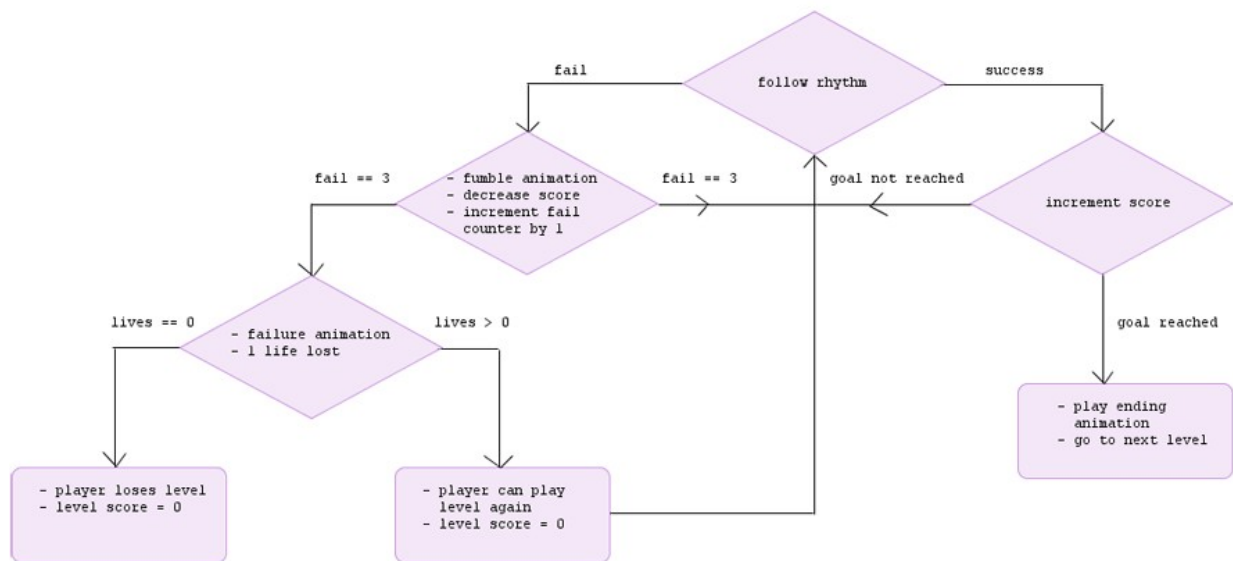 follow rhythm
fail
success
- fumble animation
- decrease score
- increment fail
counter by 1
fail == 3
fail == 3
goal not reached
increment score
- failure animation
- 1 life lost
lives == 0
lives > 0
goal reached
- play ending
animation
- go to next level
- player loses level
- level score = 0
- player can play
level again
- level score = 0